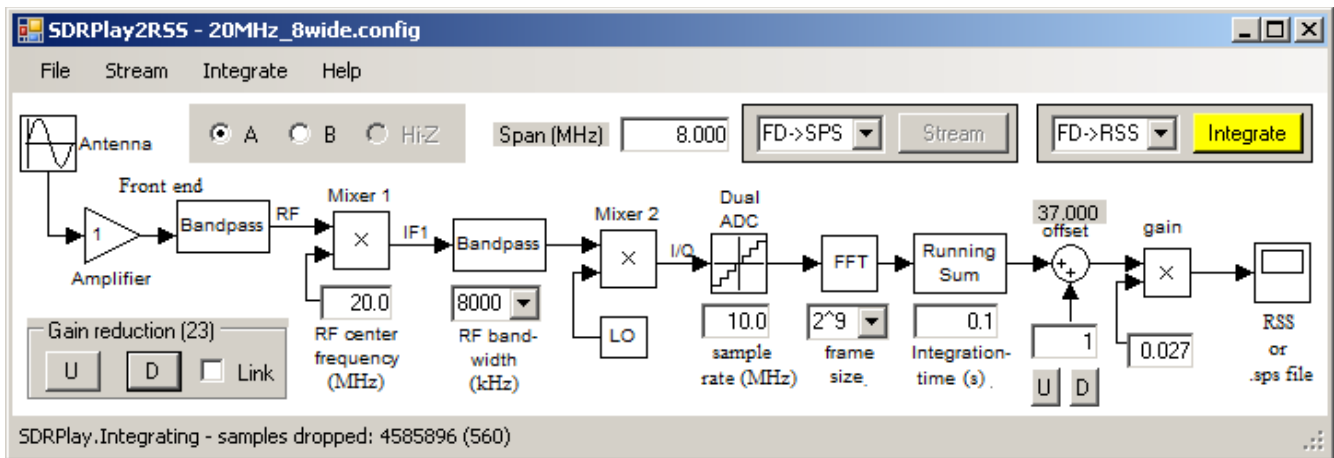 SDRPlay2RSS - 20MHz_8wide.config
File Stream Integrate Help
Antenna
A B Hi-Z
Span (MHz) 8.000
FD->SPS Stream
FD->RSS Integrate
Front end
Bandpass
RF
Mixer 1
×
IF1
Bandpass
Mixer 2
×
I/Q
Dual
ADC
FFT
Running
Sum
37.000
offset
++
gain
×
1
Amplifier
20.0
RF center
frequency
(MHz)
8000
RF band-
width
(kHz)
LO
10.0
sample
rate (MHz)
2^9
frame
size.
0.1
Integration-
time (s) .
1
U D
0.027
RSS
or
.sps file
Gain reduction (23)
U D Link
SDRPlay.Integrating - samples dropped: 4585896 (560)